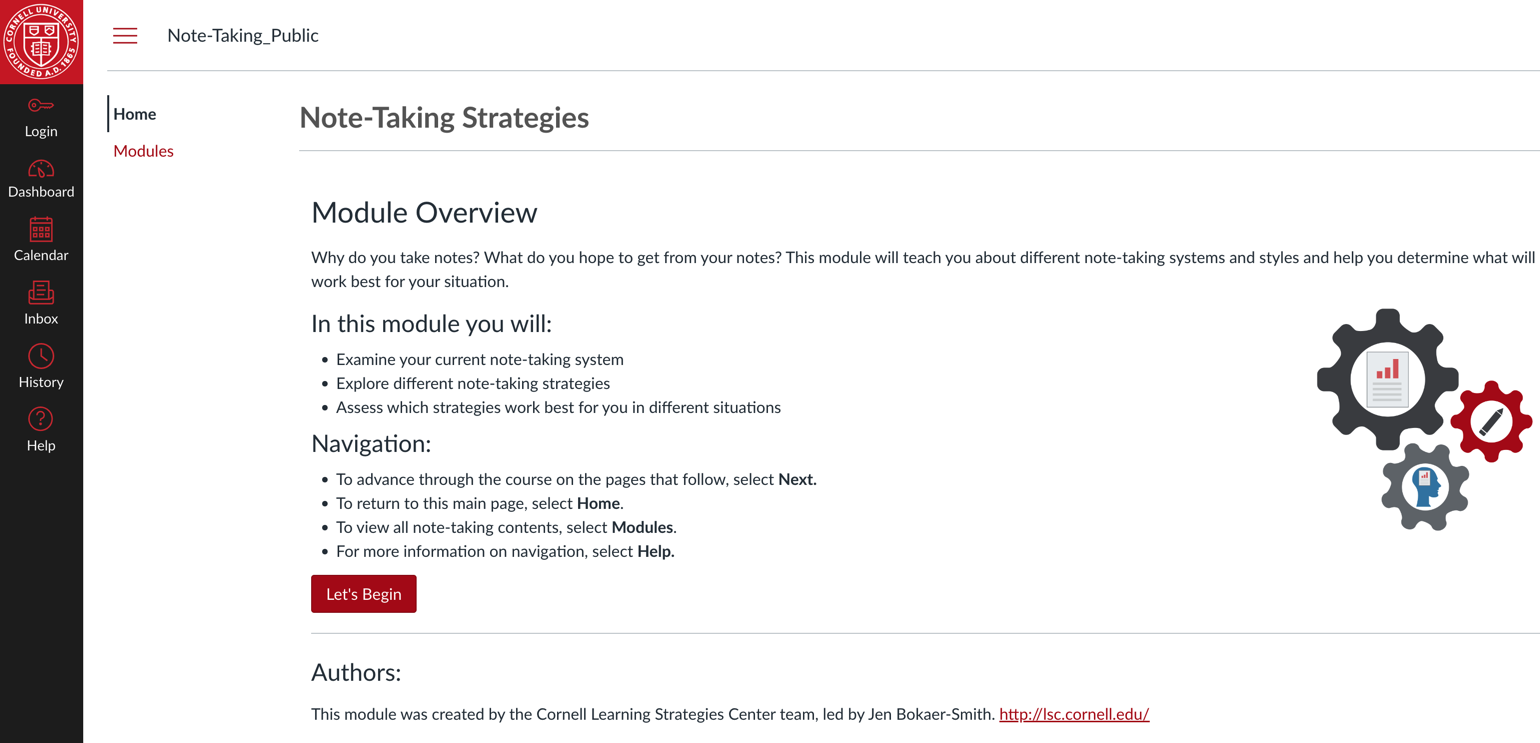 CORNELL UNIVERSITY
FOUNDED A.D. 1865
Login
Dashboard
Calendar
Inbox
History
Help
Note-Taking_Public
Home
Modules
Note-Taking Strategies
Module Overview
Why do you take notes? What do you hope to get from your notes? This module will teach you about different note-taking systems and styles and help you determine what will
work best for your situation.
In this module you will:
• Examine your current note-taking system
• Explore different note-taking strategies
• Assess which strategies work best for you in different situations
Navigation:
• To advance through the course on the pages that follow, select Next.
• To return to this main page, select Home.
• To view all note-taking contents, select Modules.
• For more information on navigation, select Help.
Let's Begin
Authors:
This module was created by the Cornell Learning Strategies Center team, led by Jen Bokaer-Smith. http://lsc.cornell.edu/